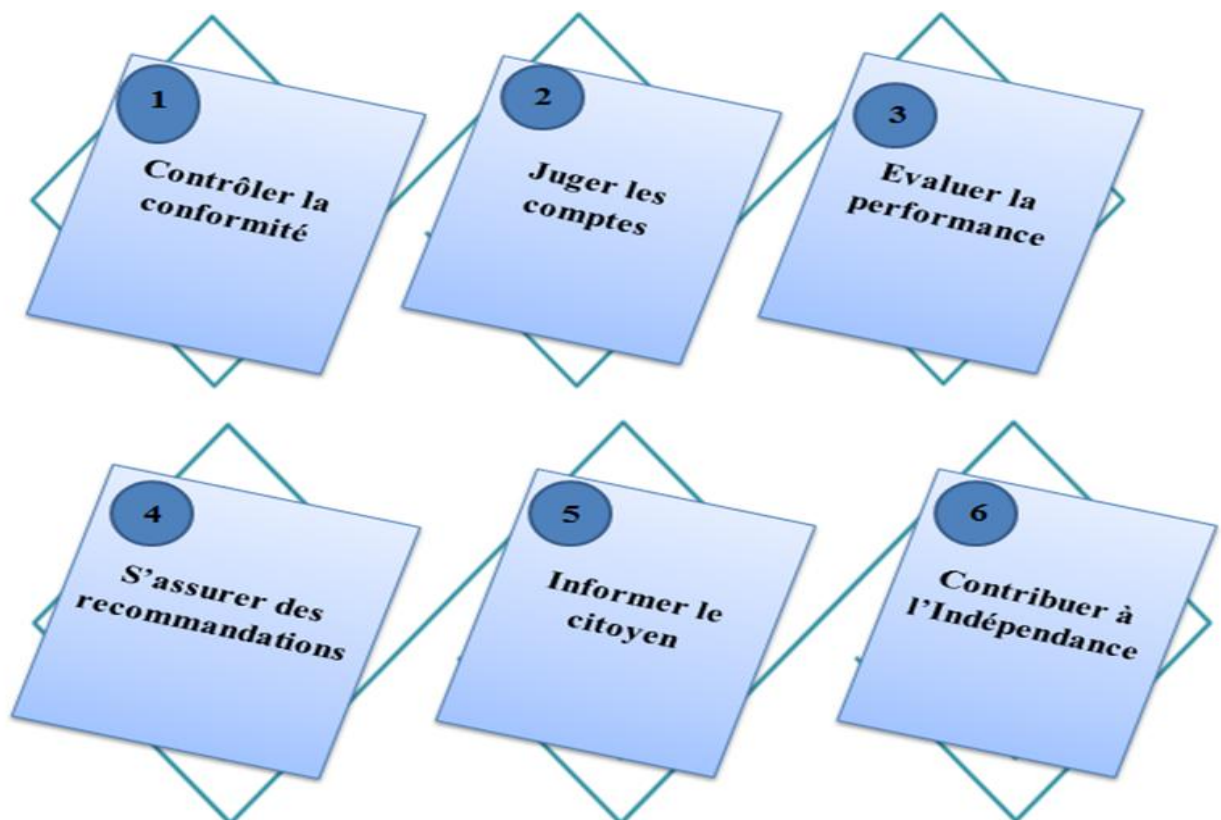 1
Contrôler la
conformité
2
Juger les
comptes
3
Evaluer la
performance
4
S'assurer des
recommandations
5
Informer le
citoyen
6
Contribuer à
l'Indépendance